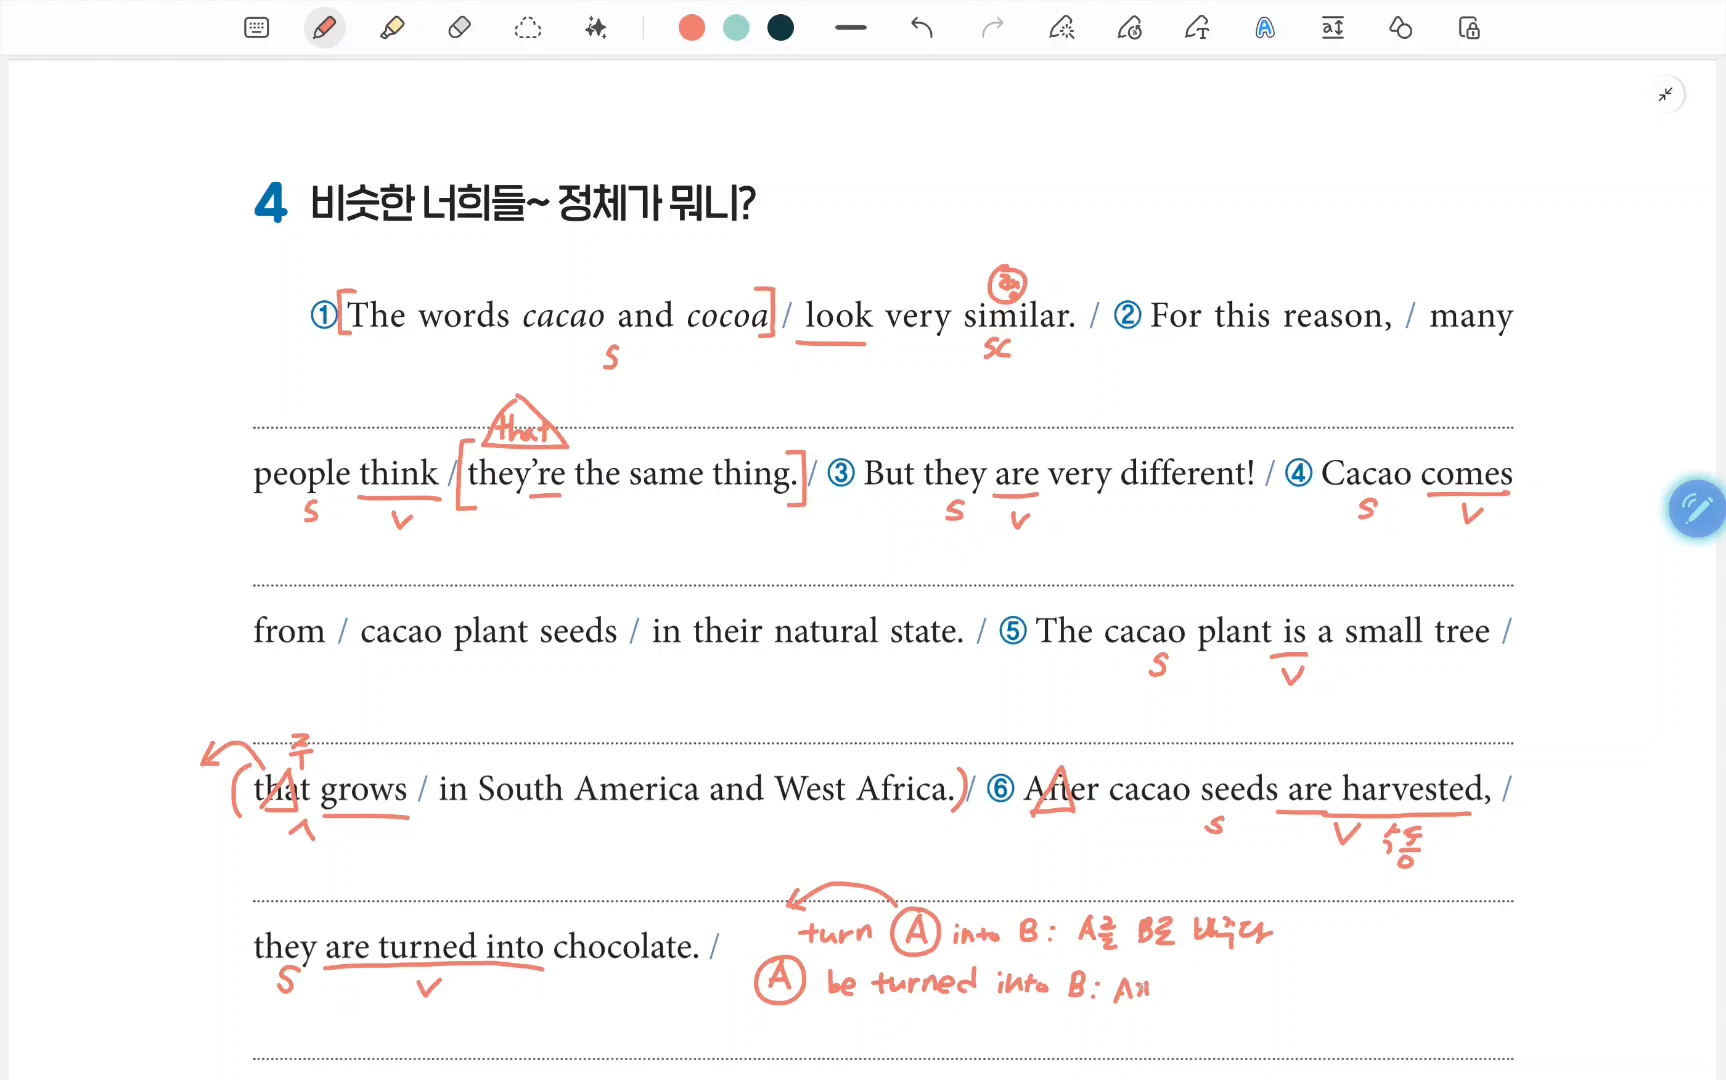 4 비슷한 너희들~ 정체가 뭐니?
① [The words cacao and cocoa] / look very similar. / ② For this reason, / many
S SC
that
people think / [they're the same thing.] / ③ But they are very different! / ④ Cacao comes
S V S V S V
from / cacao plant seeds / in their natural state. / ⑤ The cacao plant is a small tree /
S V
주
(that grows / in South America and West Africa.) / ⑥ After cacao seeds are harvested, /
S V 수동
turn A into B: A를 B로 바꾸다
they are turned into chocolate. /
S V
A be turned into B: A가